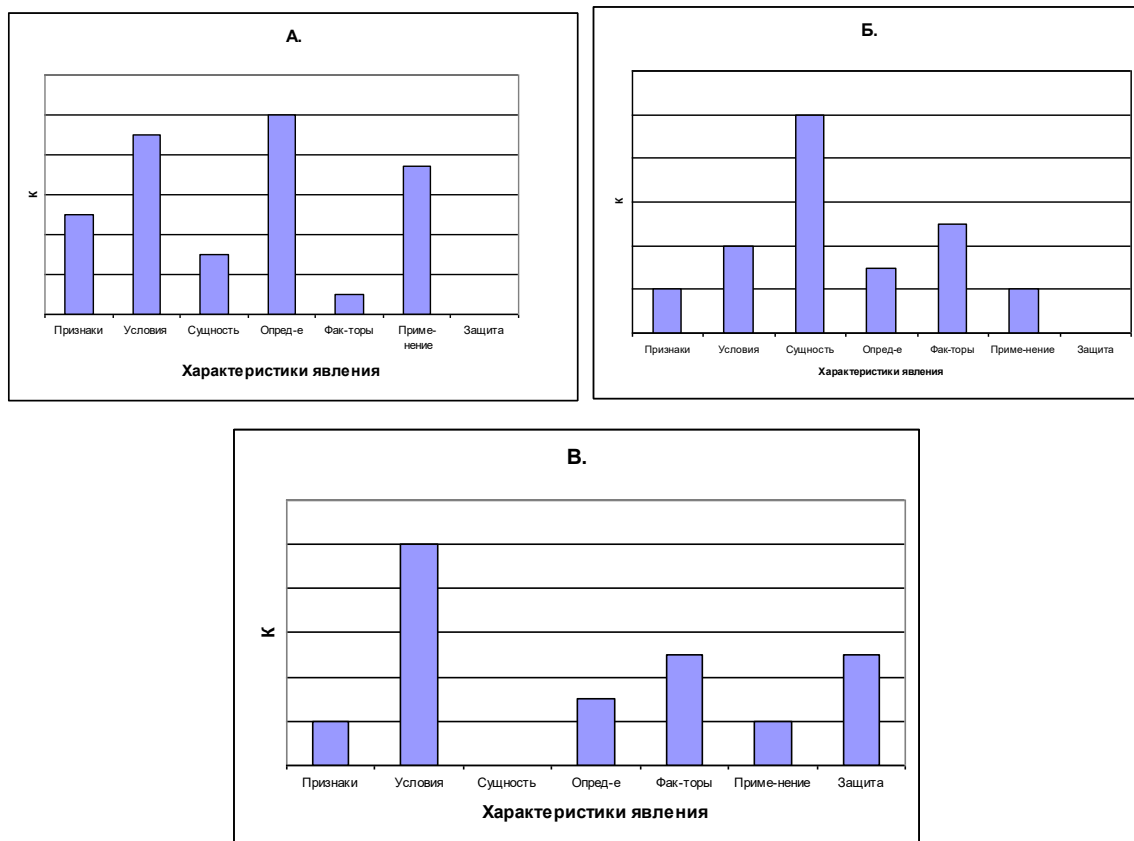 А.
К
Признаки Условия Сущность Опред-е Фак-торы Приме-
нение Защита
Характеристики явления
Б.
К
Признаки Условия Сущность Опред-е Фак-торы Приме-нение Защита
Характеристики явления
В.
К
Признаки Условия Сущность Опред-е Фак-торы Приме-нение Защита
Характеристики явления